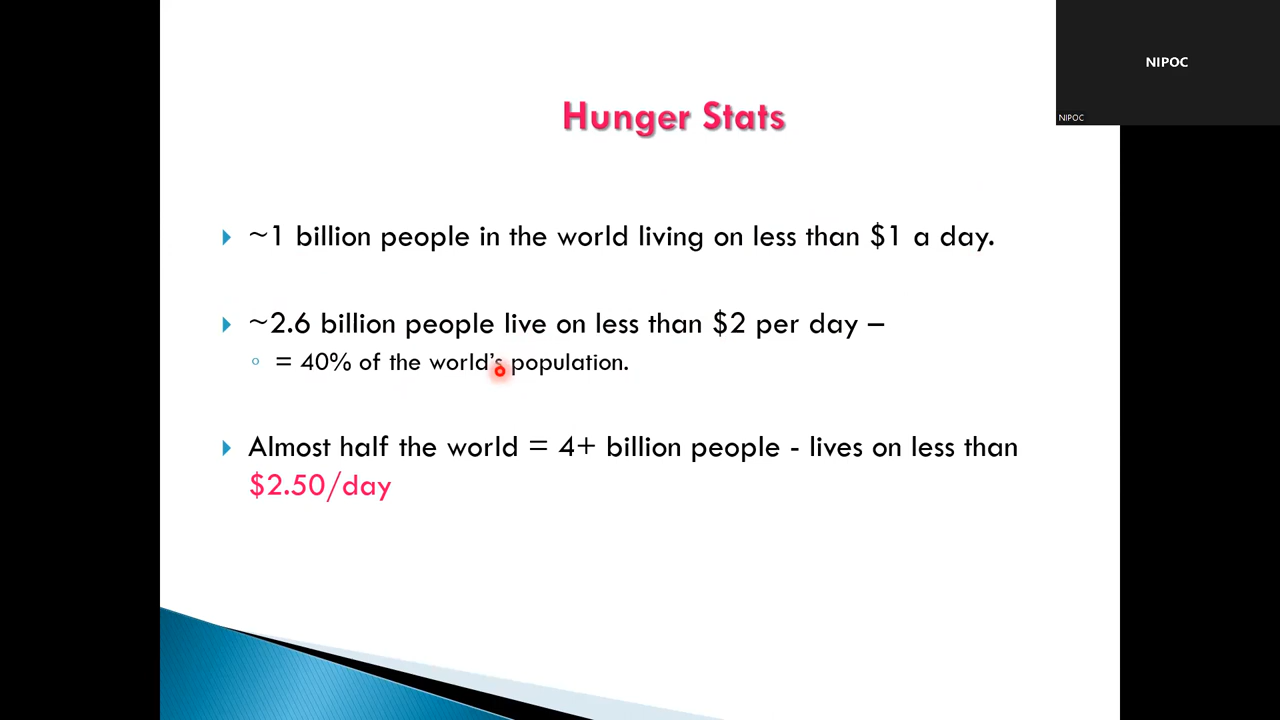 NIPOC
NIPOC
Hunger Stats
~1 billion people in the world living on less than $1 a day.
~2.6 billion people live on less than $2 per day –
= 40% of the world's population.
Almost half the world = 4+ billion people - lives on less than
$2.50/day